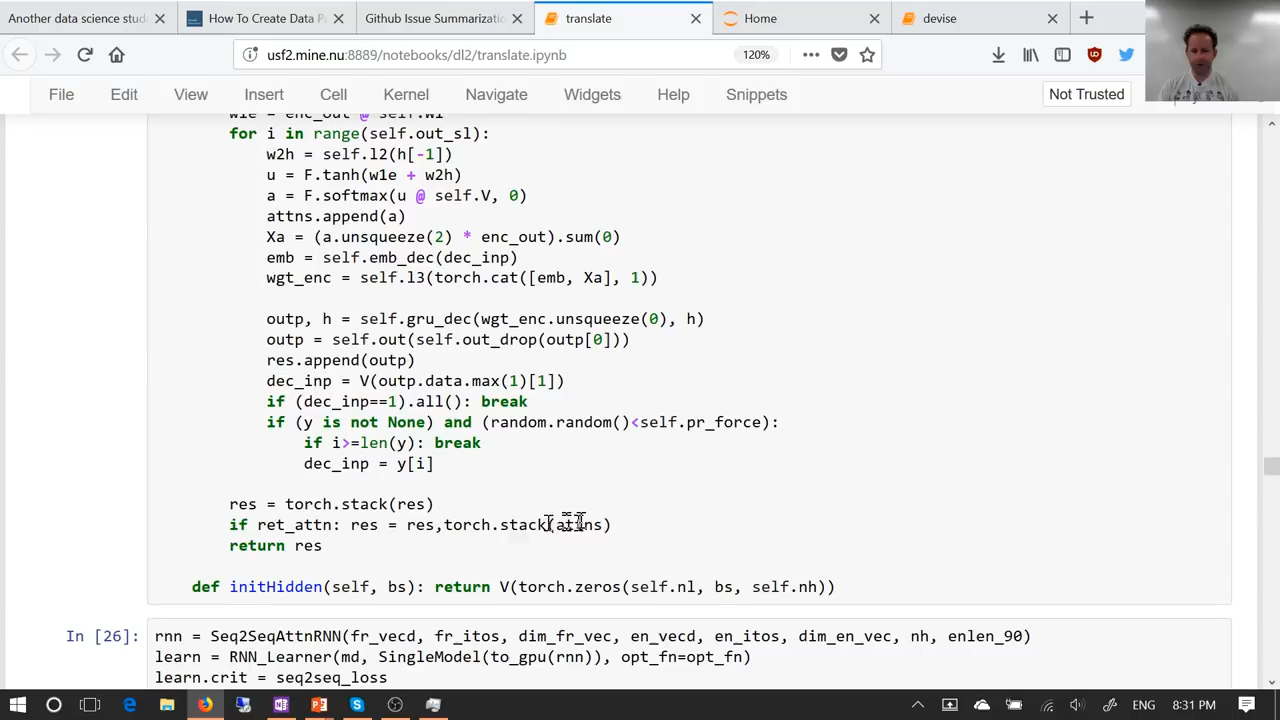 Another data science stud
How To Create Data P
Github Issue Summarizatio
translate
Home
devise
usf2.mine.nu:8889/notebooks/dl2/translate.ipynb
120%
File Edit View Insert Cell Kernel Navigate Widgets Help Snippets
Not Trusted
w1e = enc_out @ self.W1
for i in range(self.out_sl):
w2h = self.l2(h[-1])
u = F.tanh(w1e + w2h)
a = F.softmax(u @ self.V, 0)
attns.append(a)
Xa = (a.unsqueeze(2) * enc_out).sum(0)
emb = self.emb_dec(dec_inp)
wgt_enc = self.l3(torch.cat([emb, Xa], 1))
outp, h = self.gru_dec(wgt_enc.unsqueeze(0), h)
outp = self.out(self.out_drop(outp[0]))
res.append(outp)
dec_inp = V(outp.data.max(1)[1])
if (dec_inp==1).all(): break
if (y is not None) and (random.random()<self.pr_force):
if i>=len(y): break
dec_inp = y[i]
res = torch.stack(res)
if ret_attn: res = res,torch.stack(attns)
return res
def initHidden(self, bs): return V(torch.zeros(self.nl, bs, self.nh))
In [26]:
rnn = Seq2SeqAttnRNN(fr_vecd, fr_itos, dim_fr_vec, en_vecd, en_itos, dim_en_vec, nh, enlen_90)
learn = RNN_Learner(md, SingleModel(to_gpu(rnn)), opt_fn=opt_fn)
learn.crit = seq2seq_loss
ENG
8:31 PM